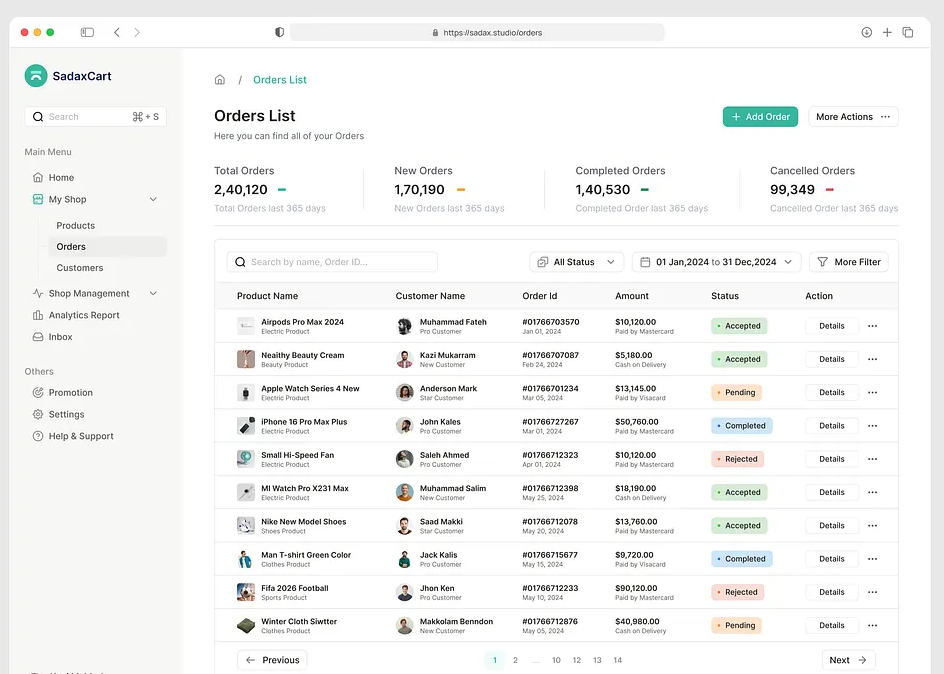 https://sadax.studio/orders
SadaxCart
Search ⌘ + S
Main Menu
Home
My Shop
Products
Orders
Customers
Shop Management
Analytics Report
Inbox
Others
Promotion
Settings
Help & Support
/ Orders List
Orders List
Here you can find all of your Orders
+ Add Order
More Actions ...
Total Orders
2,40,120
Total Orders last 365 days
New Orders
1,70,190
New Orders last 365 days
Completed Orders
1,40,530
Completed Order last 365 days
Cancelled Orders
99,349
Cancelled Order last 365 days
Search by name, Order ID...
All Status
01 Jan,2024 to 31 Dec,2024
More Filter
Product Name Customer Name Order Id Amount Status Action
Airpods Pro Max 2024 Muhammad Fateh #01766703570 $10,120.00 Accepted Details ...
Electric Product Pro Customer Jan 01, 2024 Paid by Mastercard
Neaithy Beauty Cream Kazi Mukarram #01766707087 $5,180.00 Accepted Details ...
Beauty Product New Customer Feb 24, 2024 Cash on Delivery
Apple Watch Series 4 New Anderson Mark #01766701234 $13,145.00 Pending Details ...
Electric Product Star Customer Mar 05, 2024 Paid by Visacard
iPhone 16 Pro Max Plus John Kales #01766727267 $50,760.00 Completed Details ...
Electric Product Pro Customer Mar 01, 2024 Paid by Mastercard
Small Hi-Speed Fan Saleh Ahmed #01766712323 $10,120.00 Rejected Details ...
Electric Product Pro Customer Apr 01, 2024 Paid by Mastercard
MI Watch Pro X231 Max Muhammad Salim #01766712398 $18,190.00 Accepted Details ...
Electric Product New Customer May 25, 2024 Cash on Delivery
Nike New Model Shoes Saad Makki #01766712078 $13,760.00 Accepted Details ...
Shoes Product Star Customer May 20, 2024 Paid by Mastercard
Man T-shirt Green Color Jack Kalis #01766715677 $9,720.00 Completed Details ...
Clothes Product Pro Customer May 15, 2024 Paid by Visacard
Fifa 2026 Football Jhon Ken #01766712233 $90,120.00 Rejected Details ...
Sports Product Pro Customer May 10, 2024 Paid by Mastercard
Winter Cloth Siwtter Makkolam Benndon #01766712876 $40,980.00 Pending Details ...
Clothes Product New Customer May 05, 2024 Cash on Delivery
← Previous 1 2 ... 10 12 13 14 Next →